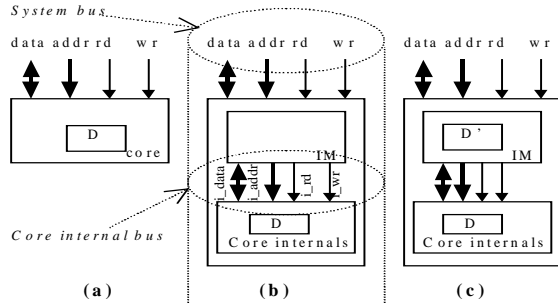 System bus
data addr rd wr
data addr rd wr
data addr rd wr
D
core
IM
i_data
i_addr
i_rd
i_wr
D
Core internals
D'
IM
D
Core internals
Core internal bus
(a)
(b)
(c)